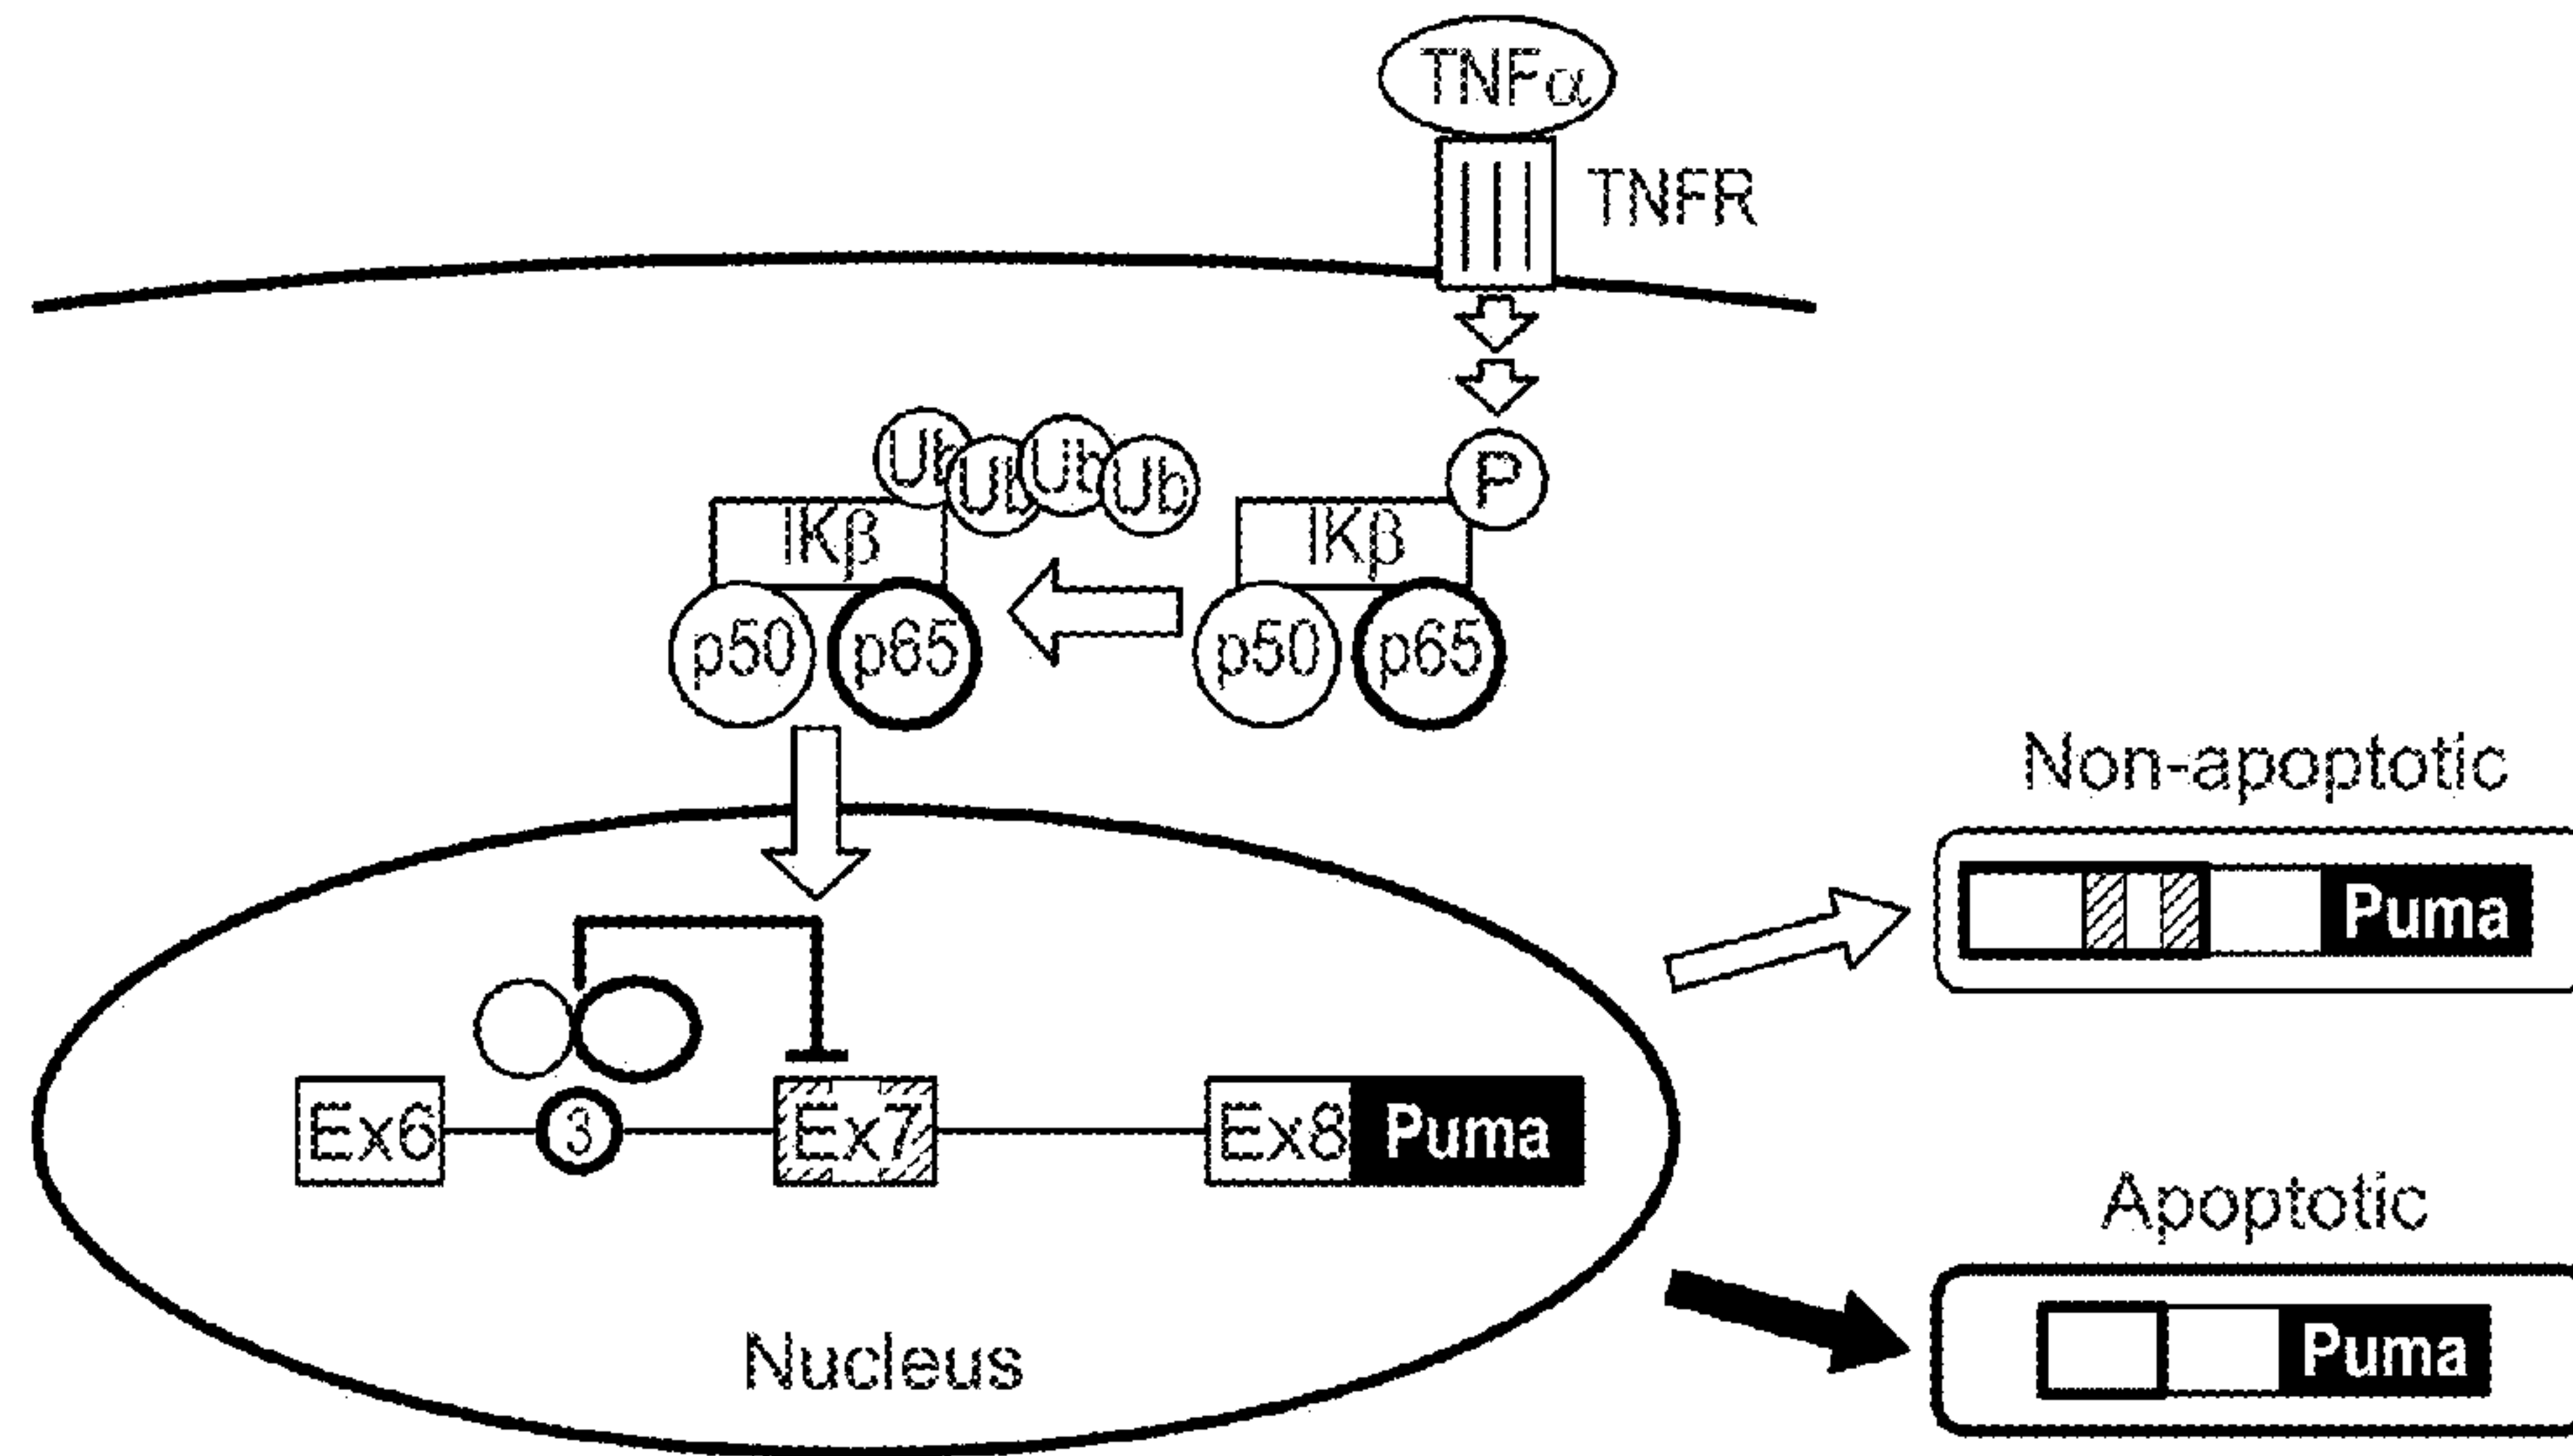 TNFα
TNFR
Ub Ub Ub Ub
P
IKβ
IKβ
p50 p65
p50 p65
Non-apoptotic
Puma
Ex6 3 Ex7 Ex8 Puma
Apoptotic
Puma
Nucleus